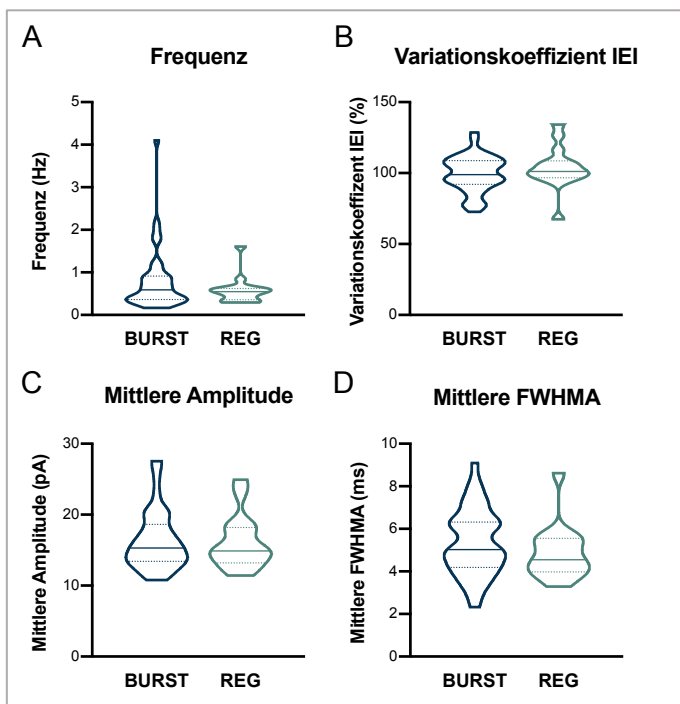 A
Frequenz
Frequenz (Hz)
5
4
3
2
1
0
BURST REG
B
Variationskoeffizient IEI
Variationskoeffizent IEI (%)
150
100
50
0
BURST REG
C
Mittlere Amplitude
Mittlere Amplitude (pA)
30
20
10
0
BURST REG
D
Mittlere FWHMA
Mittlere FWHMA (ms)
10
8
6
4
2
0
BURST REG